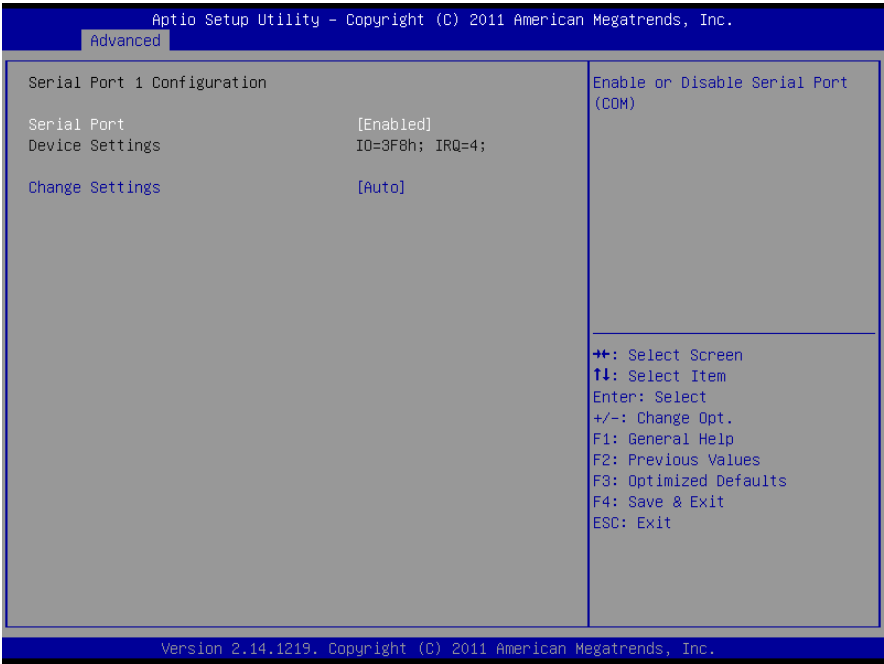 Aptio Setup Utility – Copyright (C) 2011 American Megatrends, Inc.
Advanced
Serial Port 1 Configuration
Serial Port [Enabled]
Device Settings IO=3F8h; IRQ=4;
Change Settings [Auto]
Enable or Disable Serial Port
(COM)
→←: Select Screen
↑↓: Select Item
Enter: Select
+/-: Change Opt.
F1: General Help
F2: Previous Values
F3: Optimized Defaults
F4: Save & Exit
ESC: Exit
Version 2.14.1219. Copyright (C) 2011 American Megatrends, Inc.